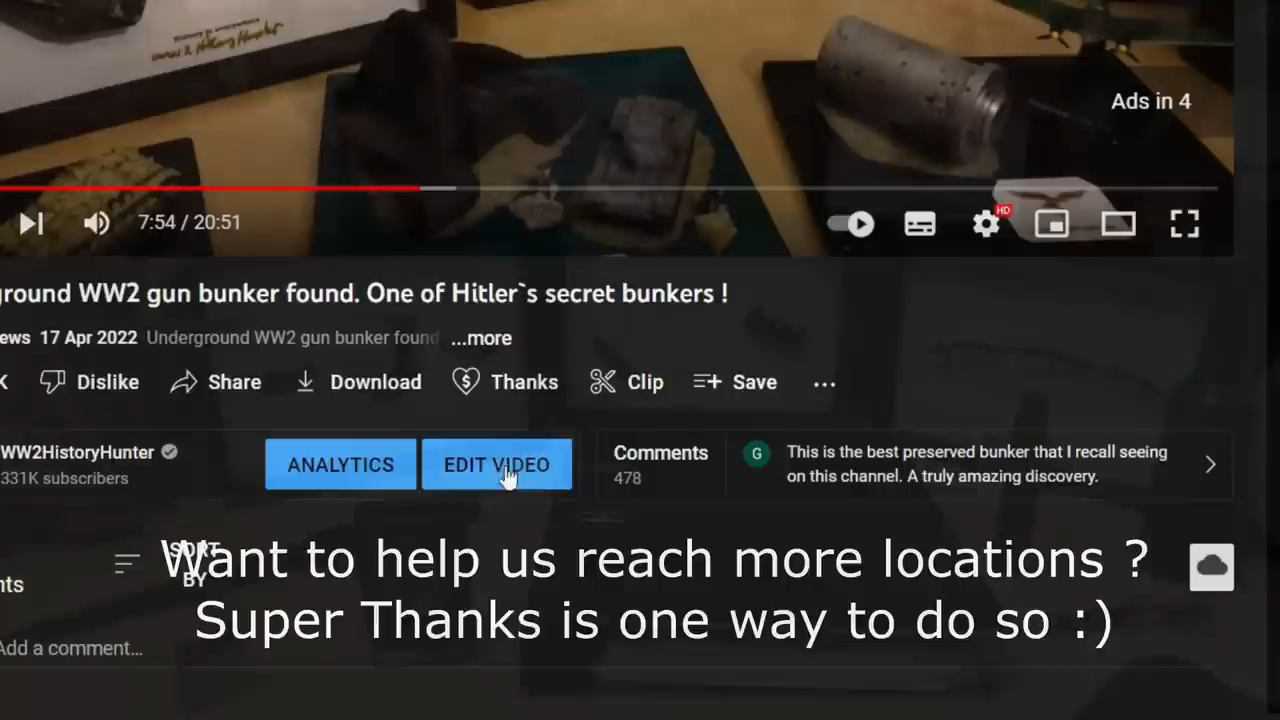 Ads in 4
7:54 / 20:51
HD
ground WW2 gun bunker found. One of Hitler`s secret bunkers !
ews 17 Apr 2022 Underground WW2 gun bunker found ...more
K Dislike Share Download Thanks Clip Save ...
WW2HistoryHunter
331K subscribers
ANALYTICS EDIT VIDEO
Comments
478
G
This is the best preserved bunker that I recall seeing
on this channel. A truly amazing discovery.
SORT
BY
nts
Want to help us reach more locations ?
Super Thanks is one way to do so :)
Add a comment...